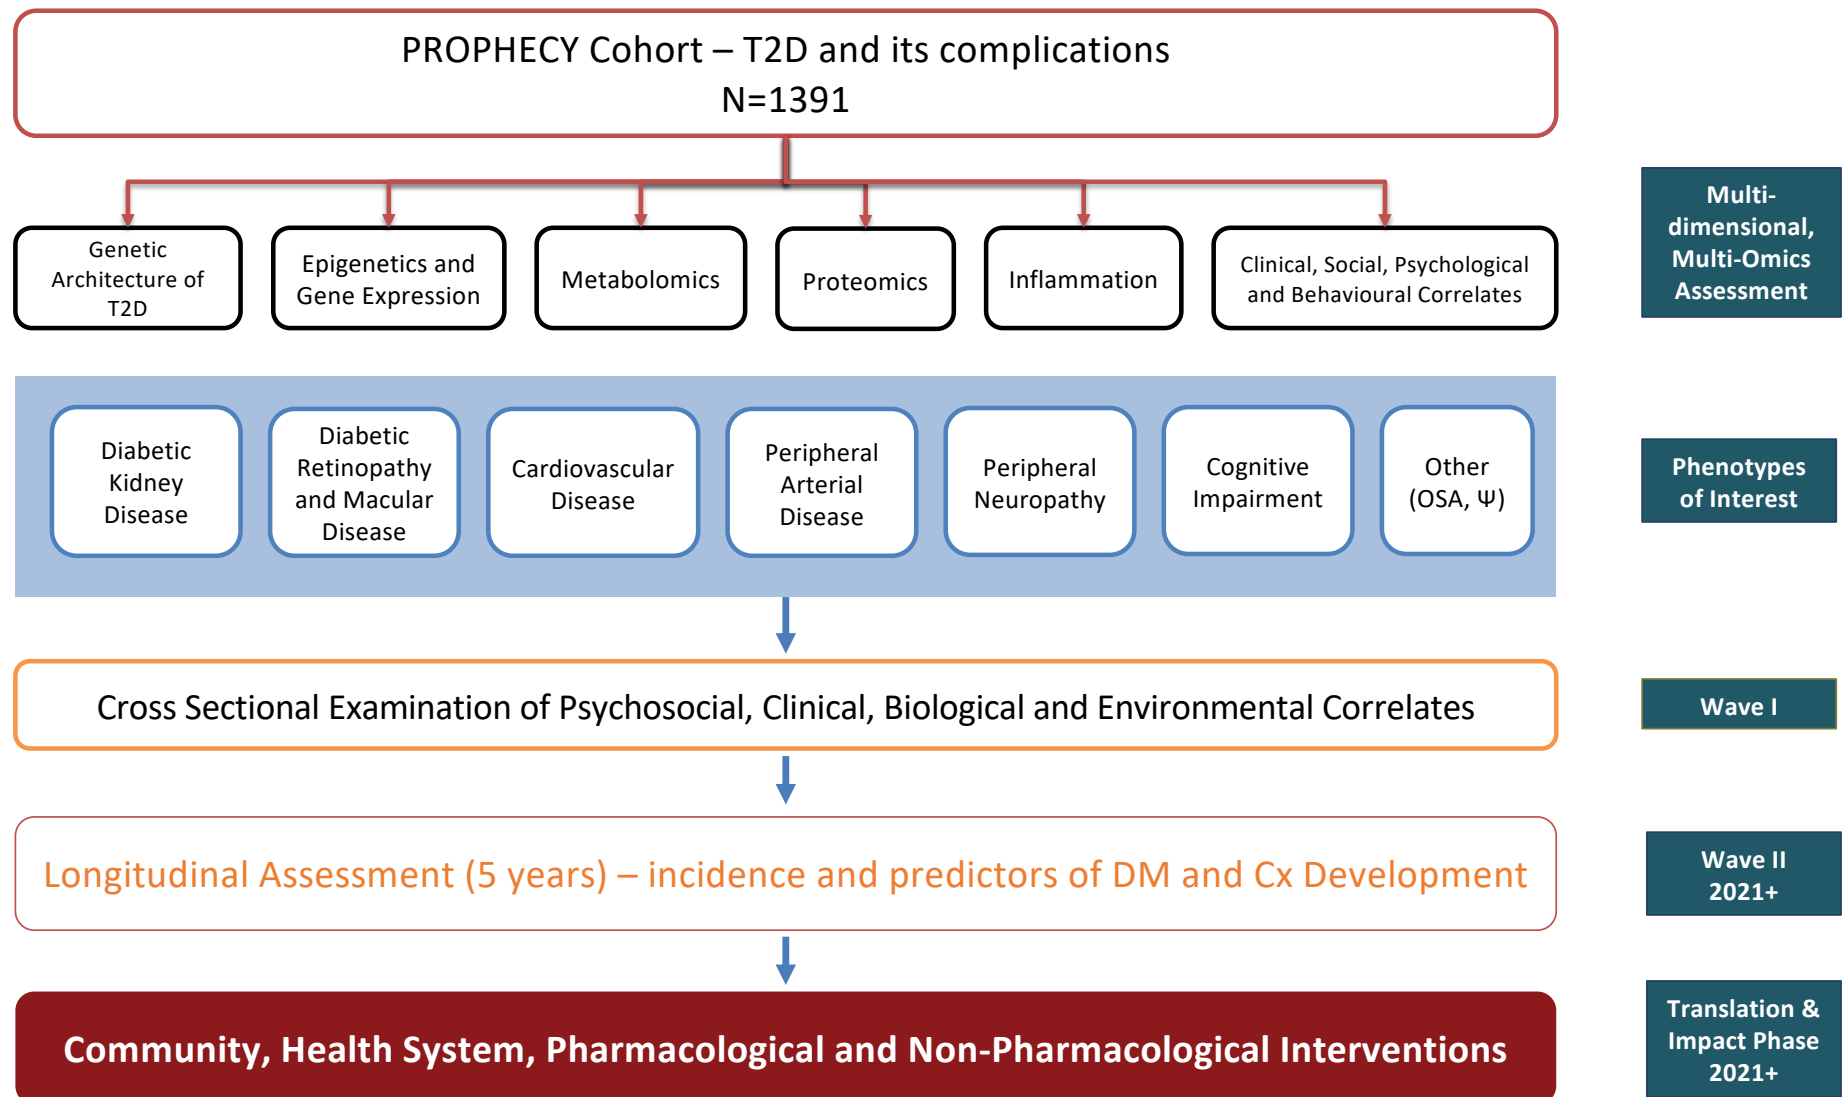 PROPHECY Cohort – T2D and its complications
N=1391
Multi-
dimensional,
Multi-Omics
Assessment
Genetic
Architecture of
T2D
Epigenetics and
Gene Expression
Metabolomics
Proteomics
Inflammation
Clinical, Social, Psychological
and Behavioural Correlates
Diabetic
Kidney
Disease
Diabetic
Retinopathy
and Macular
Disease
Cardiovascular
Disease
Peripheral
Arterial
Disease
Peripheral
Neuropathy
Cognitive
Impairment
Other
(OSA, Ψ)
Phenotypes
of Interest
Cross Sectional Examination of Psychosocial, Clinical, Biological and Environmental Correlates
Wave I
Longitudinal Assessment (5 years) – incidence and predictors of DM and Cx Development
Wave II
2021+
Community, Health System, Pharmacological and Non-Pharmacological Interventions
Translation &
Impact Phase
2021+